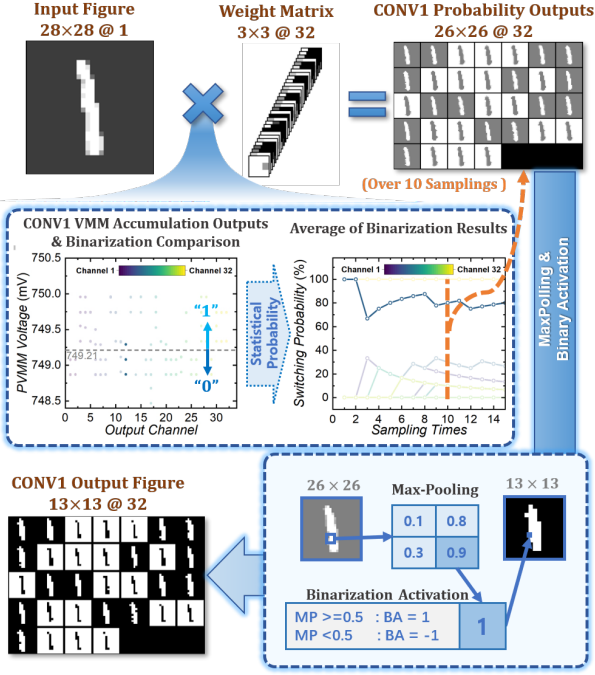 Input Figure
28×28 @ 1
Weight Matrix
3×3 @ 32
CONV1 Probability Outputs
26×26 @ 32
(Over 10 Samplings )
CONV1 VMM Accumulation Outputs
& Binarization Comparison
PVMM Voltage (mV)
750.5
750.0
749.5
749.0
748.5
749.21
Channel 1
Channel 32
"1"
"0"
0 5 10 15 20 25 30
Output Channel
Statistical
Probability
Average of Binarization Results
Switching Probability (%)
100
80
60
40
20
0
Channel 1
Channel 32
0 2 4 6 8 10 12 14
Sampling Times
MaxPolling &
Binary Activation
CONV1 Output Figure
13×13 @ 32
26 × 26
Max-Pooling
13 × 13
0.1 0.8
0.3 0.9
Binarization Activation
MP >=0.5 : BA = 1
MP <0.5 : BA = -1
1